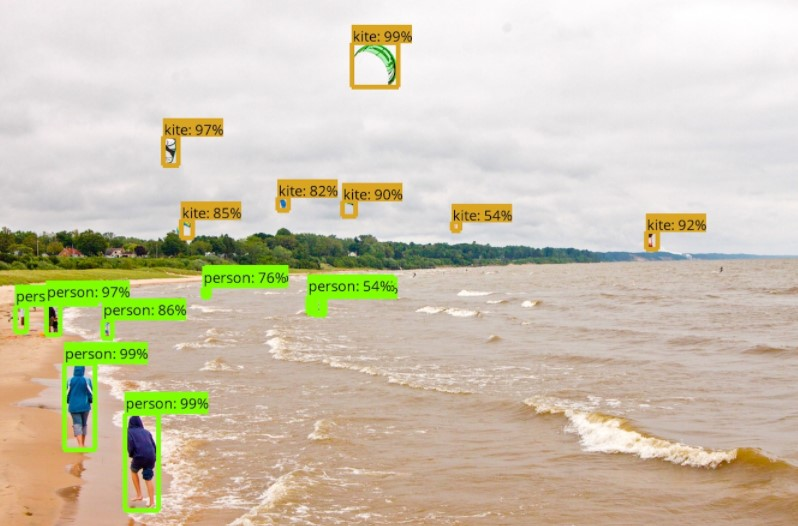 kite: 99%
kite: 97%
kite: 82%
kite: 90%
kite: 85%
kite: 54%
kite: 92%
person: 76%
person: 54%
pers
person: 97%
person: 86%
person: 99%
person: 99%